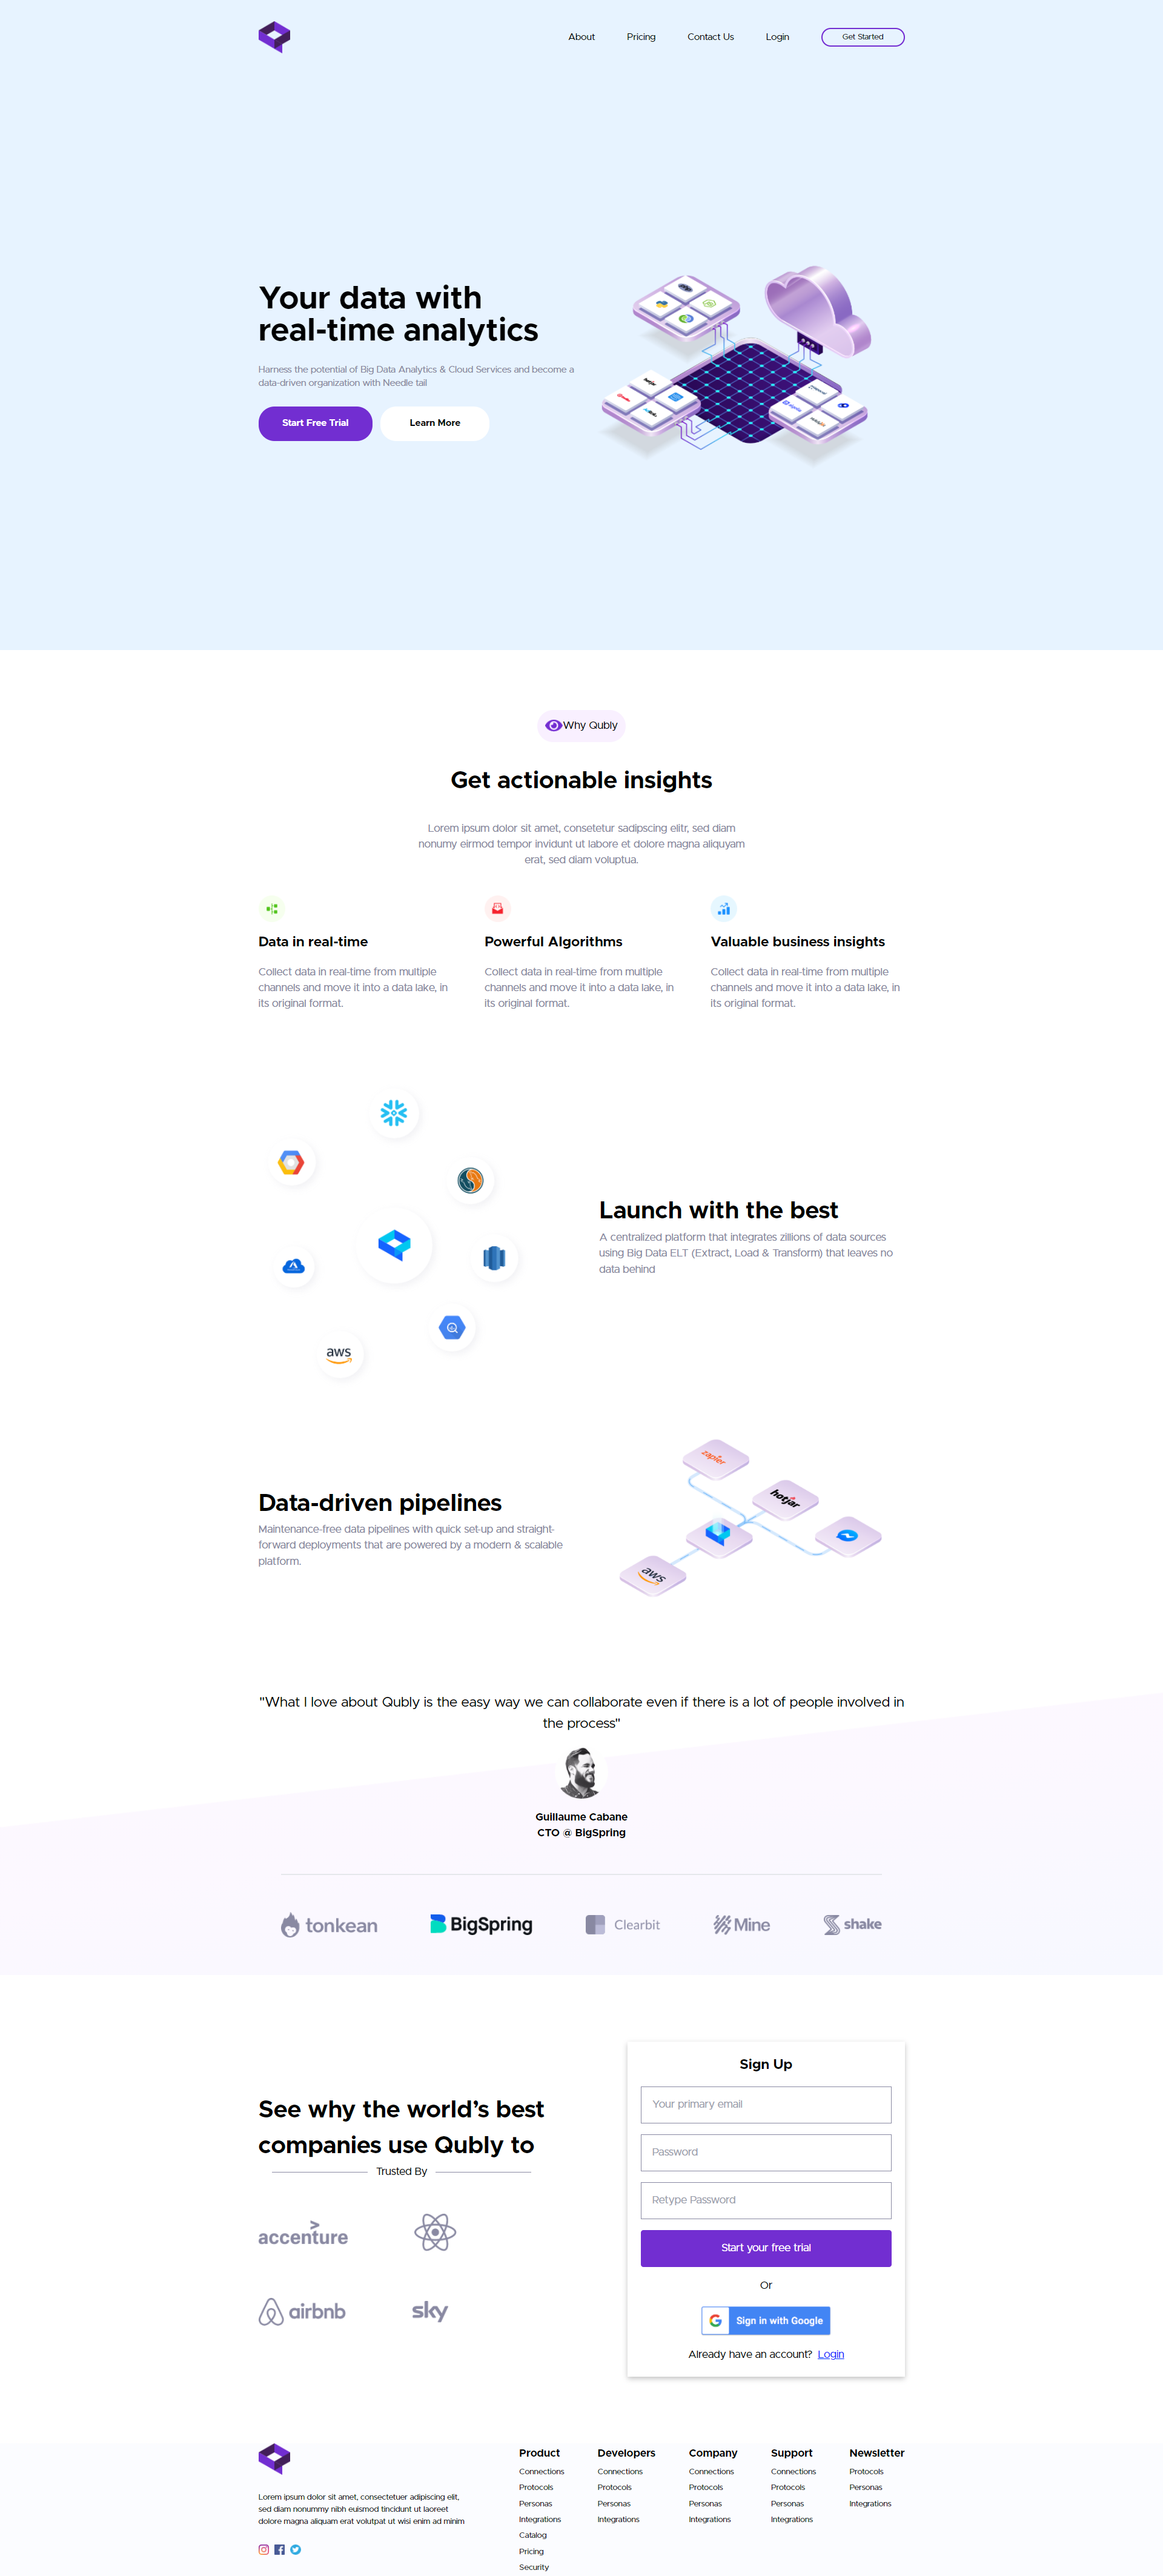 About
Pricing
Contact Us
Login
Get Started
Your data with
real-time analytics
Harness the potential of Big Data Analytics & Cloud Services and become a
data-driven organization with Needle tail
Start Free Trial
Learn More
hotjar
Why Qubly
Get actionable insights
Lorem ipsum dolor sit amet, consetetur sadipscing elitr, sed diam
nonumy eirmod tempor invidunt ut labore et dolore magna aliquyam
erat, sed diam voluptua.
Data in real-time
Collect data in real-time from multiple
channels and move it into a data lake, in
its original format.
Powerful Algorithms
Collect data in real-time from multiple
channels and move it into a data lake, in
its original format.
Valuable business insights
Collect data in real-time from multiple
channels and move it into a data lake, in
its original format.
aws
Launch with the best
A centralized platform that integrates zillions of data sources
using Big Data ELT (Extract, Load & Transform) that leaves no
data behind
Data-driven pipelines
Maintenance-free data pipelines with quick set-up and straight-
forward deployments that are powered by a modern & scalable
platform.
zapier
hotjar
aws
"What I love about Qubly is the easy way we can collaborate even if there is a lot of people involved in
the process"
Guillaume Cabane
CTO @ BigSpring
tonkean
BigSpring
Clearbit
Mine
shake
See why the world's best
companies use Qubly to
Trusted By
accenture
airbnb
sky
Sign Up
Your primary email
Password
Retype Password
Start your free trial
Or
Sign in with Google
Already have an account? Login
Lorem ipsum dolor sit amet, consectetuer adipiscing elit,
sed diam nonummy nibh euismod tincidunt ut laoreet
dolore magna aliquam erat volutpat ut wisi enim ad minim
Product
Connections
Protocols
Personas
Integrations
Catalog
Pricing
Security
Developers
Connections
Protocols
Personas
Integrations
Company
Connections
Protocols
Personas
Integrations
Support
Connections
Protocols
Personas
Integrations
Newsletter
Protocols
Personas
Integrations